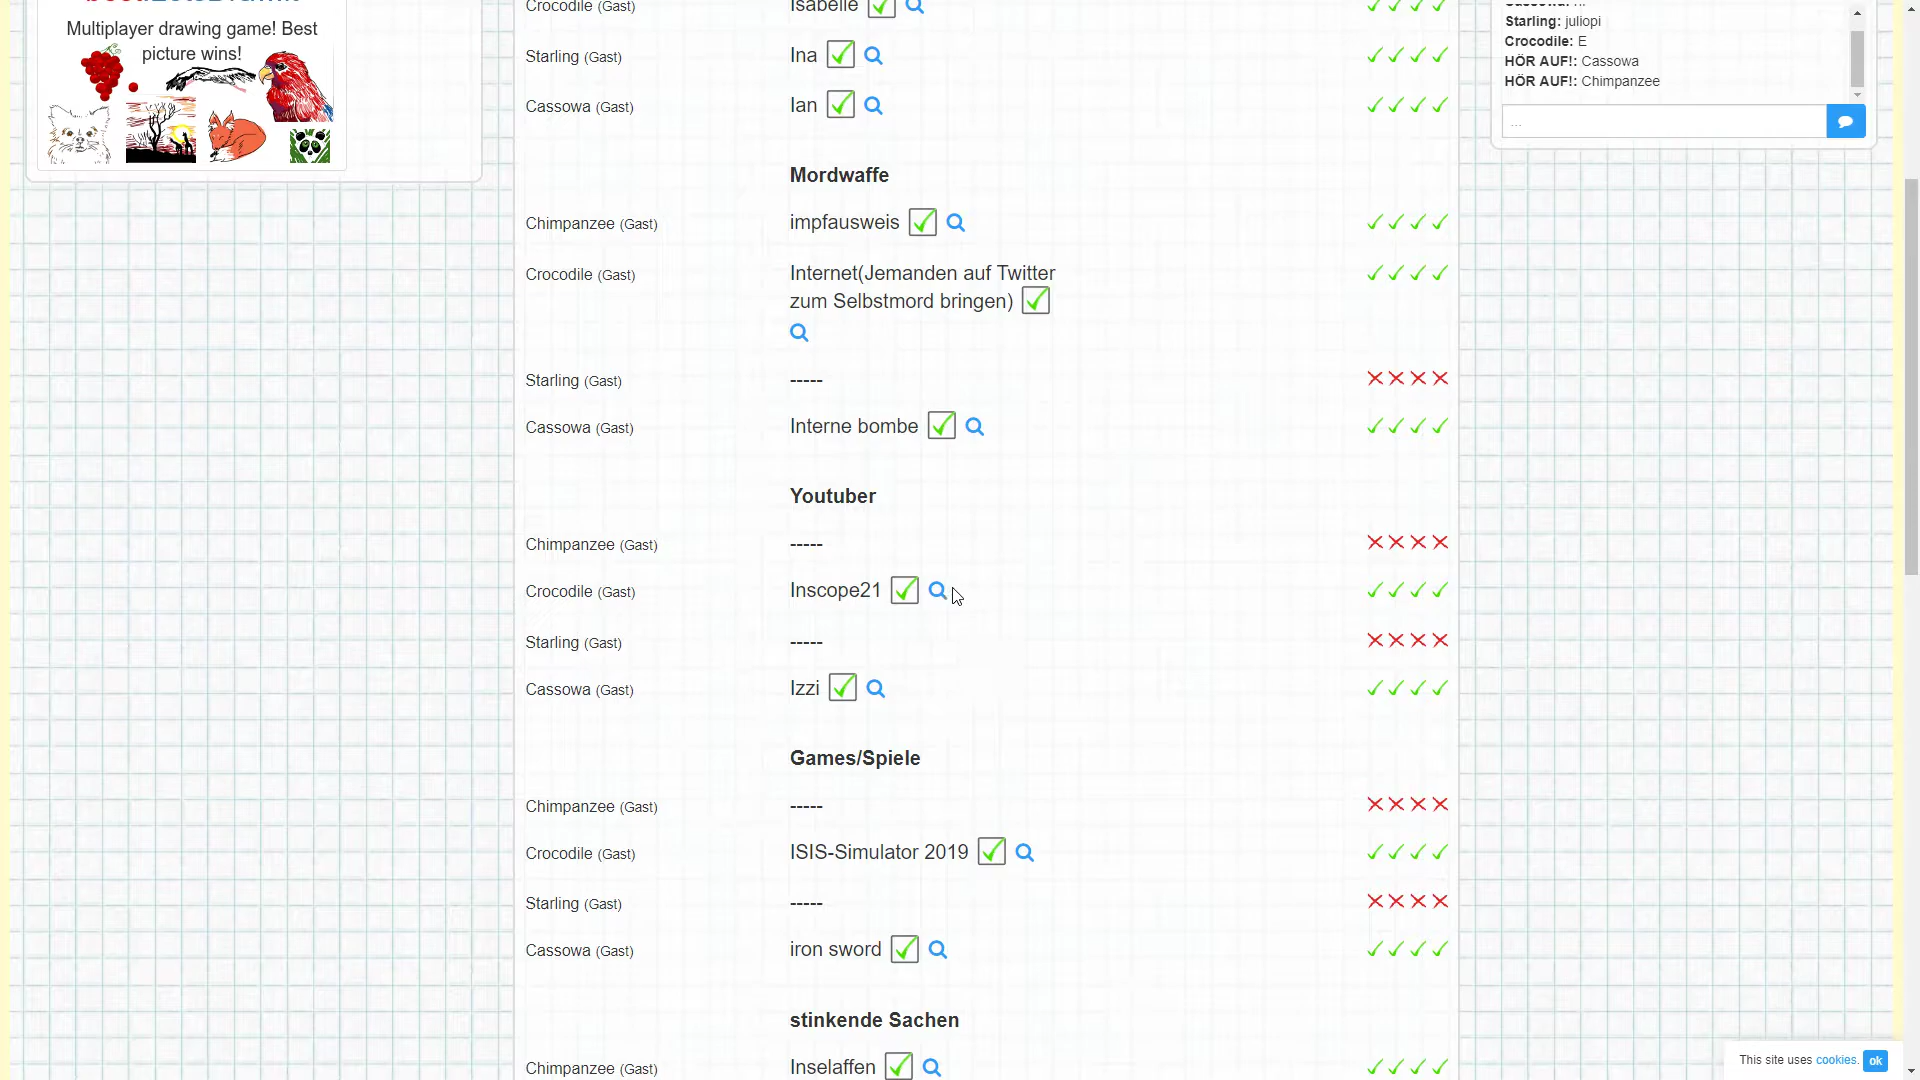 Multiplayer drawing game! Best
picture wins!
Crocodile (Gast)
Isabelle
Starling (Gast)
Ina
Cassowa (Gast)
Ian
Mordwaffe
Chimpanzee (Gast)
impfausweis
Crocodile (Gast)
Internet(Jemanden auf Twitter
zum Selbstmord bringen)
Starling (Gast)
-----
Cassowa (Gast)
Interne bombe
Youtuber
Chimpanzee (Gast)
-----
Crocodile (Gast)
Inscope21
Starling (Gast)
-----
Cassowa (Gast)
Izzi
Games/Spiele
Chimpanzee (Gast)
-----
Crocodile (Gast)
ISIS-Simulator 2019
Starling (Gast)
-----
Cassowa (Gast)
iron sword
stinkende Sachen
Chimpanzee (Gast)
Inselaffen
Starling: juliopi
Crocodile: E
HÖR AUF!: Cassowa
HÖR AUF!: Chimpanzee
...
This site uses cookies. ok